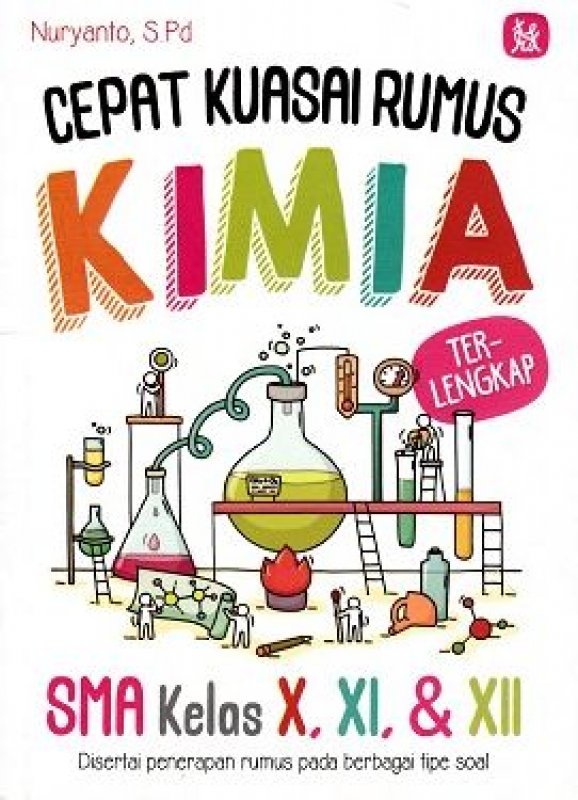 Nuryanto, S.Pd
CEPAT KUASAI RUMUS
KIMIA
TER-
LENGKAP
SMA Kelas X, XI, & XII
Disertai penerapan rumus pada berbagai tipe soal